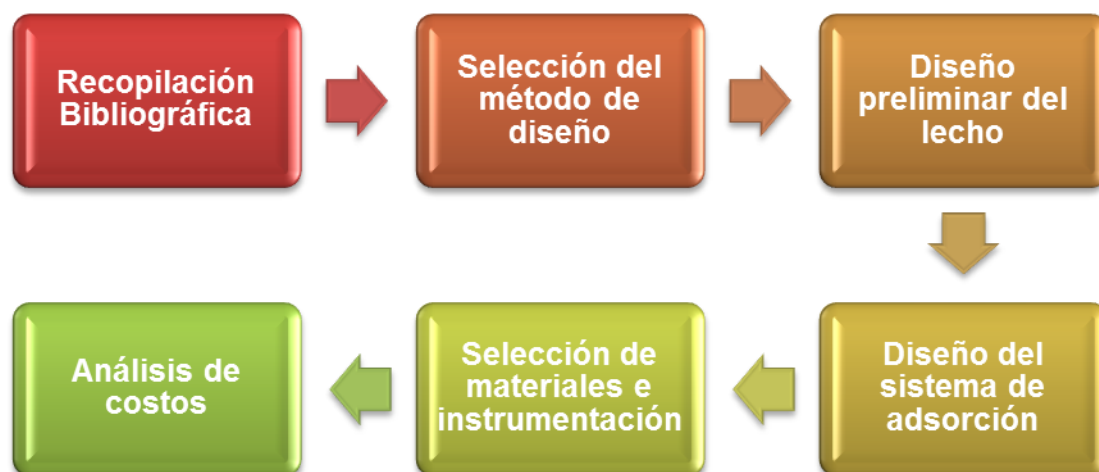 Recopilación
Bibliográfica
Selección del
método de
diseño
Diseño
preliminar del
lecho
Diseño del
sistema de
adsorción
Selección de
materiales e
instrumentación
Análisis de
costos